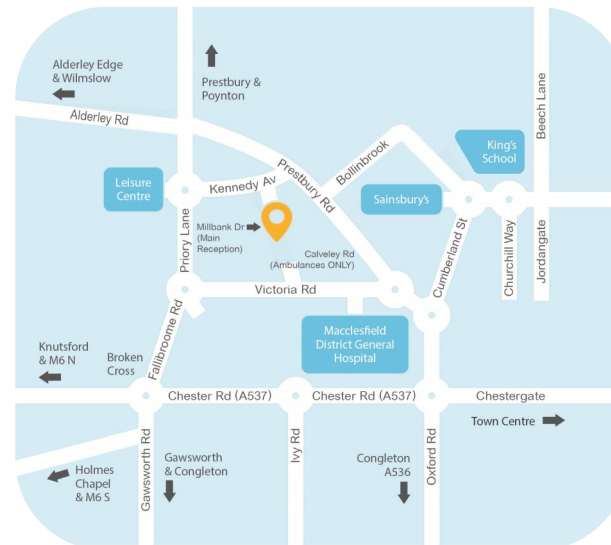 Alderley Edge
& Wilmslow
Prestbury &
Poynton
Beech Lane
Alderley Rd
King's
School
Bollinbrook
Prestbury Rd
Leisure
Centre
Kennedy Av
Sainsbury's
Millbank Dr
(Main
Reception)
Priory Lane
Calveley Rd
(Ambulances ONLY)
Cumberland St
Churchill Way
Jordangate
Victoria Rd
Macclesfield
District General
Hospital
Fallibroome Rd
Knutsford
& M6 N
Broken
Cross
Chester Rd (A537)
Chester Rd (A537)
Chestergate
Town Centre
Gawsworth Rd
Ivy Rd
Oxford Rd
Holmes
Chapel
& M6 S
Gawsworth
& Congleton
Congleton
A536